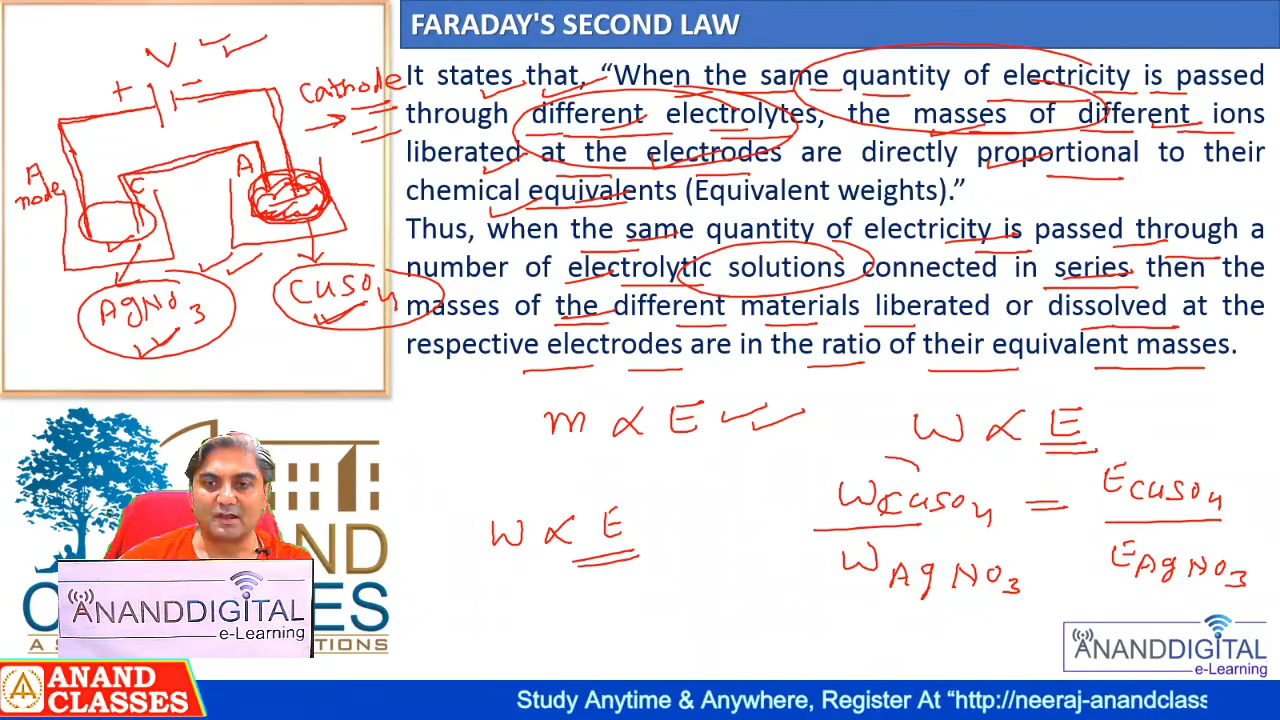 FARADAY'S SECOND LAW
It states that, “When the same quantity of electricity is passed
through different electrolytes, the masses of different ions
liberated at the electrodes are directly proportional to their
chemical equivalents (Equivalent weights).”
Thus, when the same quantity of electricity is passed through a
number of electrolytic solutions connected in series then the
masses of the different materials liberated or dissolved at the
respective electrodes are in the ratio of their equivalent masses.
V
+ −
Cathode
A
node
C
A
AgNO3
CuSO4
m ∝ E
W ∝ E
W ∝ E
WCuSO4 = ECuSO4
WAgNO3 EAgNO3
ANAND
CLASSES
ANANDDIGITAL
e-Learning
ANANDDIGITAL
e-Learning
ANAND
CLASSES
Study Anytime & Anywhere, Register At “http://neeraj-anandclass